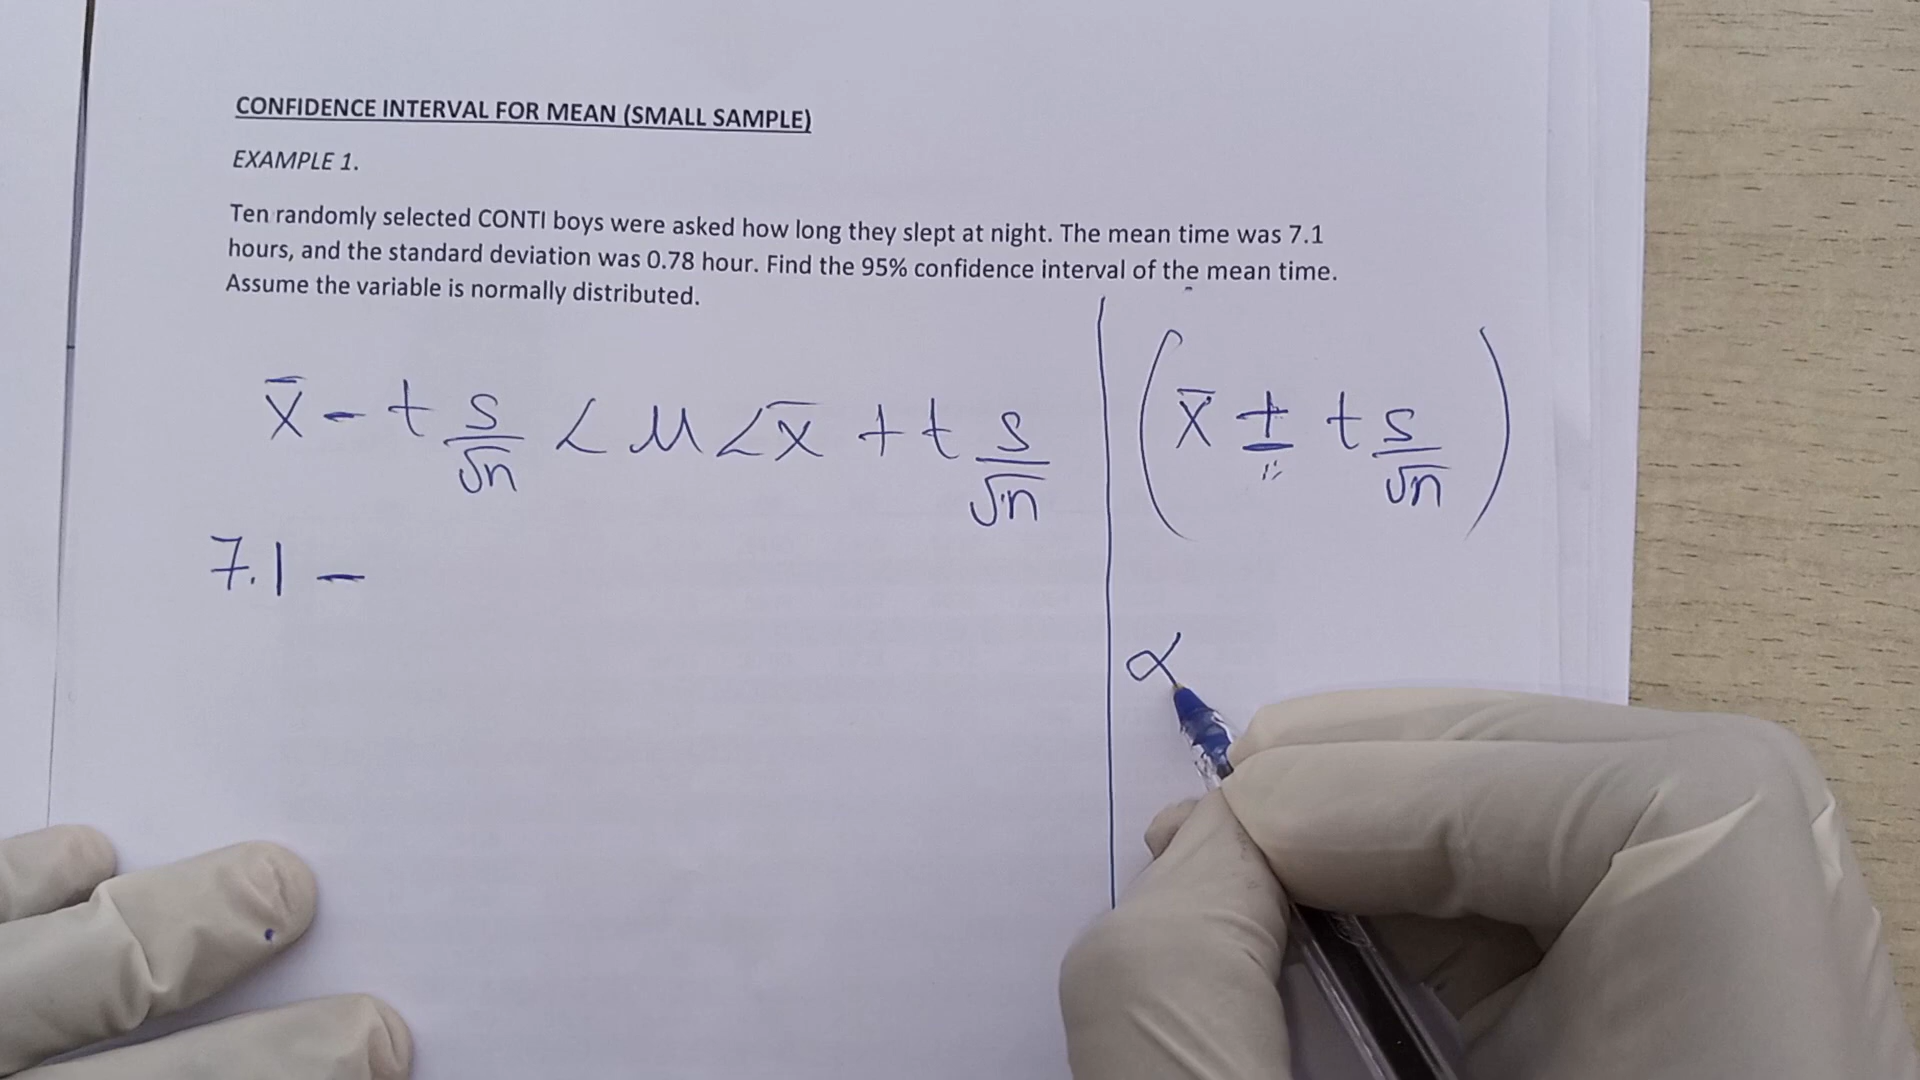 CONFIDENCE INTERVAL FOR MEAN (SMALL SAMPLE)
EXAMPLE 1.
Ten randomly selected CONTI boys were asked how long they slept at night. The mean time was 7.1
hours, and the standard deviation was 0.78 hour. Find the 95% confidence interval of the mean time.
Assume the variable is normally distributed.
x̄ - t s/√n < μ < x̄ + t s/√n
(x̄ ± t s/√n)
7.1 -
α